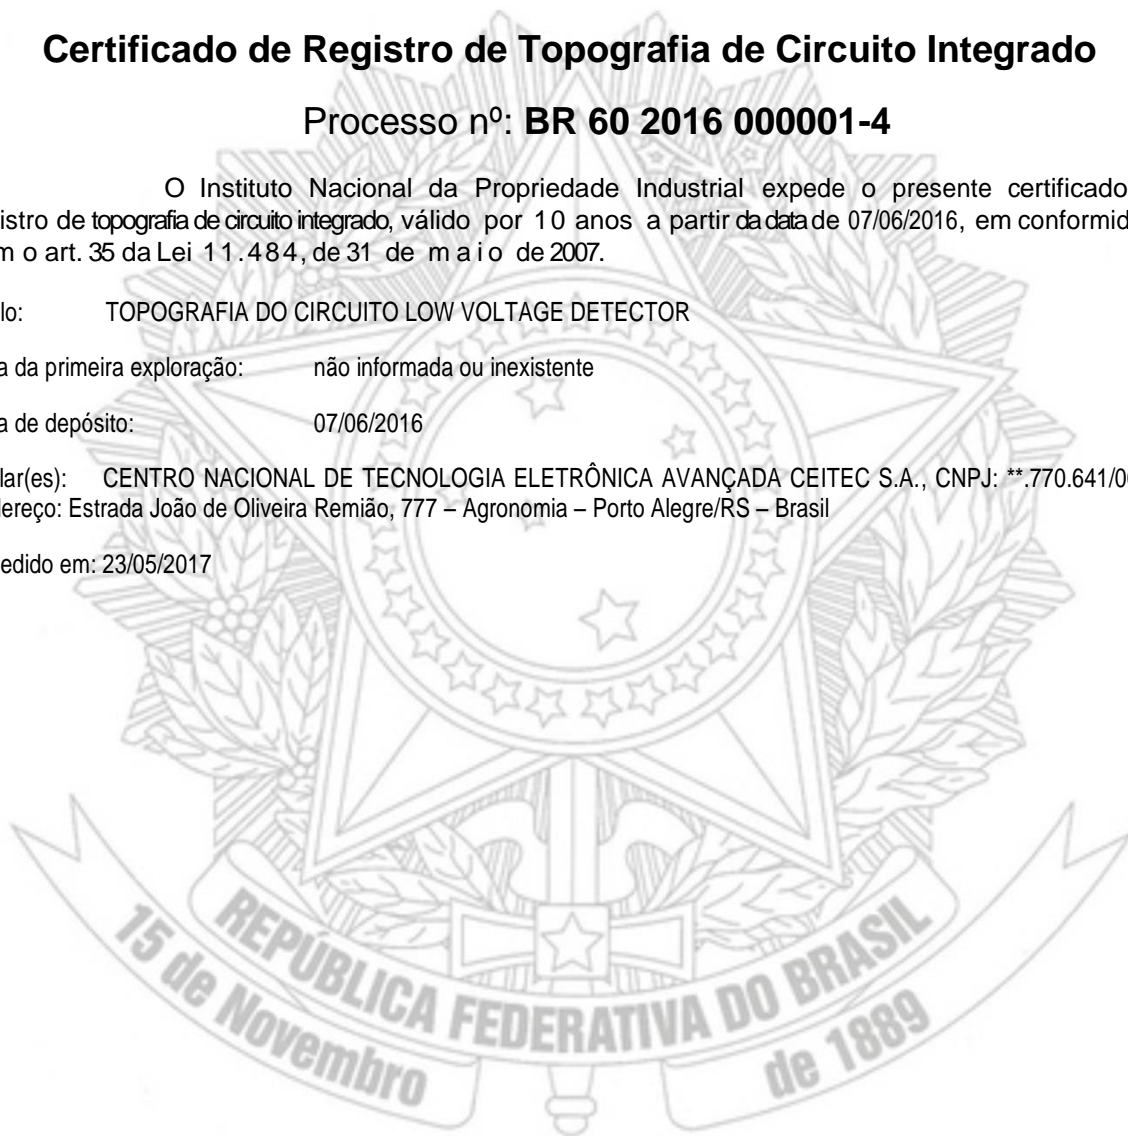 Certificado de Registro de Topografia de Circuito Integrado
Processo nº: BR 60 2016 000001-4
O Instituto Nacional da Propriedade Industrial expede o presente certificado
istro de topografia de circuito integrado, válido por 10 anos a partir da data de 07/06/2016, em conformid
m o art. 35 da Lei 11.484, de 31 de maio de 2007.
lo: TOPOGRAFIA DO CIRCUITO LOW VOLTAGE DETECTOR
a da primeira exploração: não informada ou inexistente
a de depósito: 07/06/2016
lar(es): CENTRO NACIONAL DE TECNOLOGIA ELETRÔNICA AVANÇADA CEITEC S.A., CNPJ: **.770.641/0
ereço: Estrada João de Oliveira Remião, 777 – Agronomia – Porto Alegre/RS – Brasil
edido em: 23/05/2017
REPÚBLICA FEDERATIVA DO BRASIL
15 de Novembro de 1889